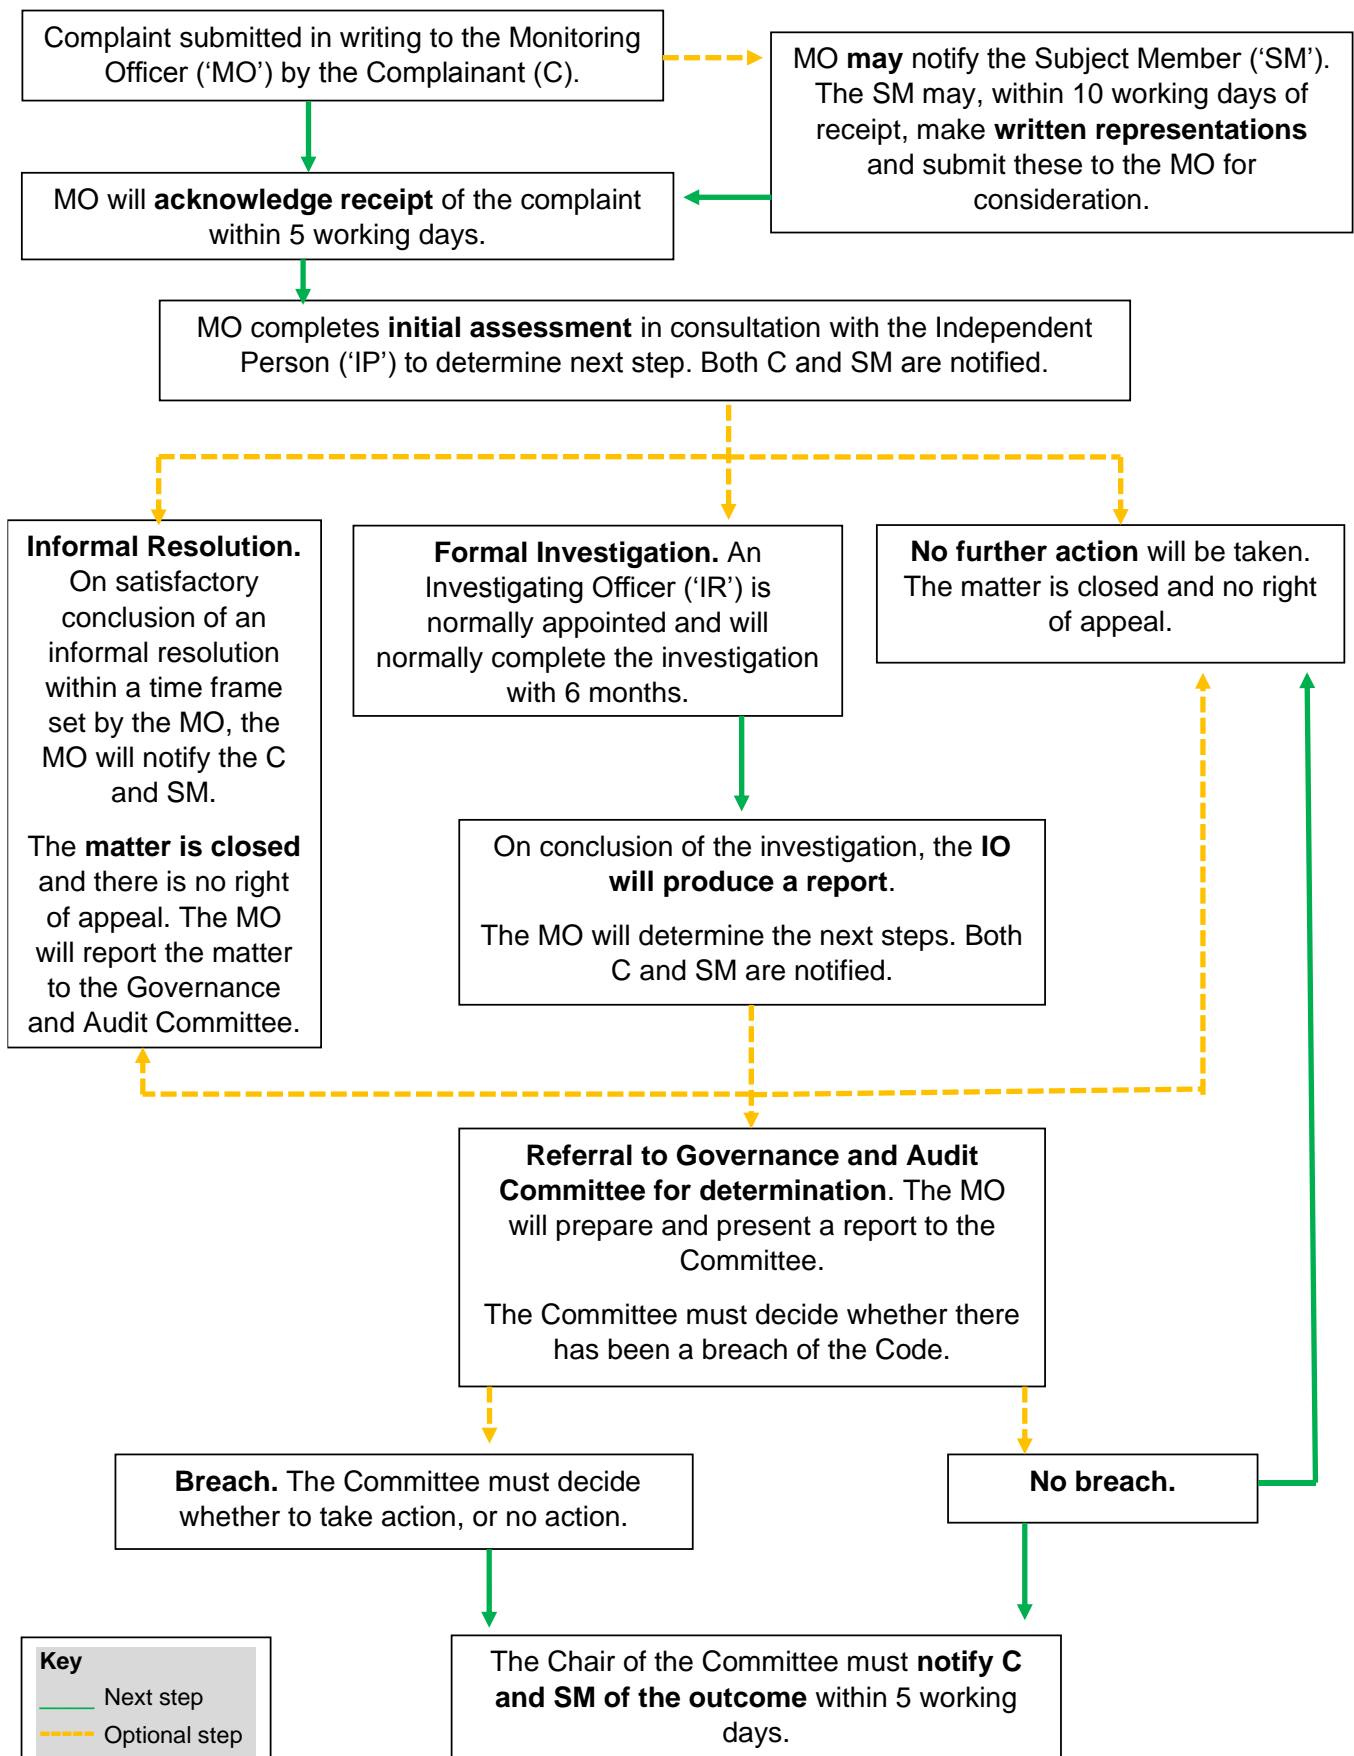 Complaint submitted in writing to the Monitoring
Officer (‘MO’) by the Complainant (C).
MO may notify the Subject Member (‘SM’).
The SM may, within 10 working days of
receipt, make written representations
and submit these to the MO for
consideration.
MO will acknowledge receipt of the complaint
within 5 working days.
MO completes initial assessment in consultation with the Independent
Person (‘IP’) to determine next step. Both C and SM are notified.
Informal Resolution.
On satisfactory
conclusion of an
informal resolution
within a time frame
set by the MO, the
MO will notify the C
and SM.
The matter is closed
and there is no right
of appeal. The MO
will report the matter
to the Governance
and Audit Committee.
Formal Investigation. An
Investigating Officer (‘IR’) is
normally appointed and will
normally complete the investigation
with 6 months.
No further action will be taken.
The matter is closed and no right
of appeal.
On conclusion of the investigation, the IO
will produce a report.
The MO will determine the next steps. Both
C and SM are notified.
Referral to Governance and Audit
Committee for determination. The MO
will prepare and present a report to the
Committee.
The Committee must decide whether there
has been a breach of the Code.
Breach. The Committee must decide
whether to take action, or no action.
No breach.
The Chair of the Committee must notify C
and SM of the outcome within 5 working
days.
Key
Next step
Optional step